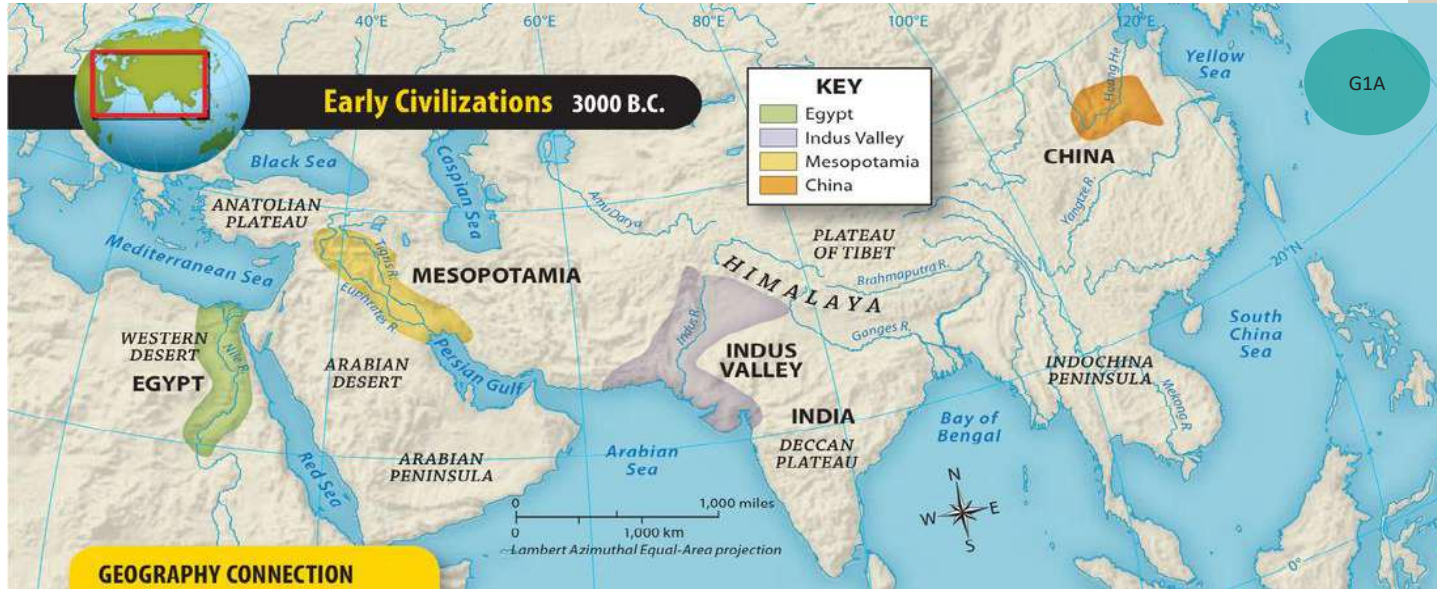 40°E
60°E
80°E
100°E
120°E
Yellow
Sea
G1A
Early Civilizations 3000 B.C.
KEY
Egypt
Indus Valley
Mesopotamia
China
Huang He
CHINA
Black Sea
Caspian Sea
ANATOLIAN
PLATEAU
Amu Darya
Yangtze R.
PLATEAU
OF TIBET
Mediterranean Sea
Tigris R.
MESOPOTAMIA
Euphrates R.
HIMALAYA
Brahmaputra R.
20°N
WESTERN
DESERT
Nile R.
EGYPT
ARABIAN
DESERT
Persian Gulf
Indus R.
Ganges R.
INDUS
VALLEY
South
China
Sea
INDOCHINA
PENINSULA
Mekong R.
INDIA
DECCAN
PLATEAU
Bay of
Bengal
Arabian
Sea
ARABIAN
PENINSULA
Red Sea
0 1,000 miles
0 1,000 km
Lambert Azimuthal Equal-Area projection
N
W E
S
0°
GEOGRAPHY CONNECTION